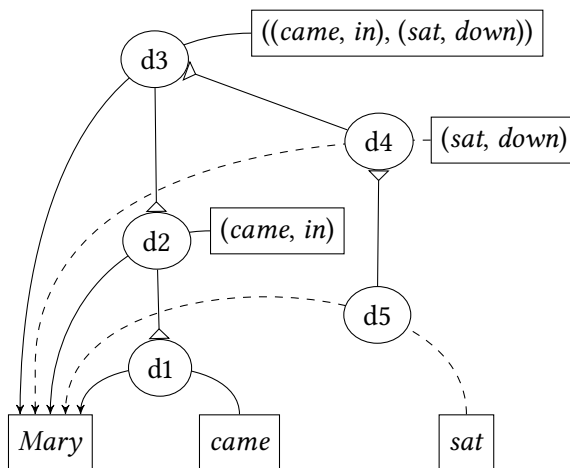 ((came, in), (sat, down))
d3
d4
(sat, down)
d2
(came, in)
d5
d1
Mary
came
sat